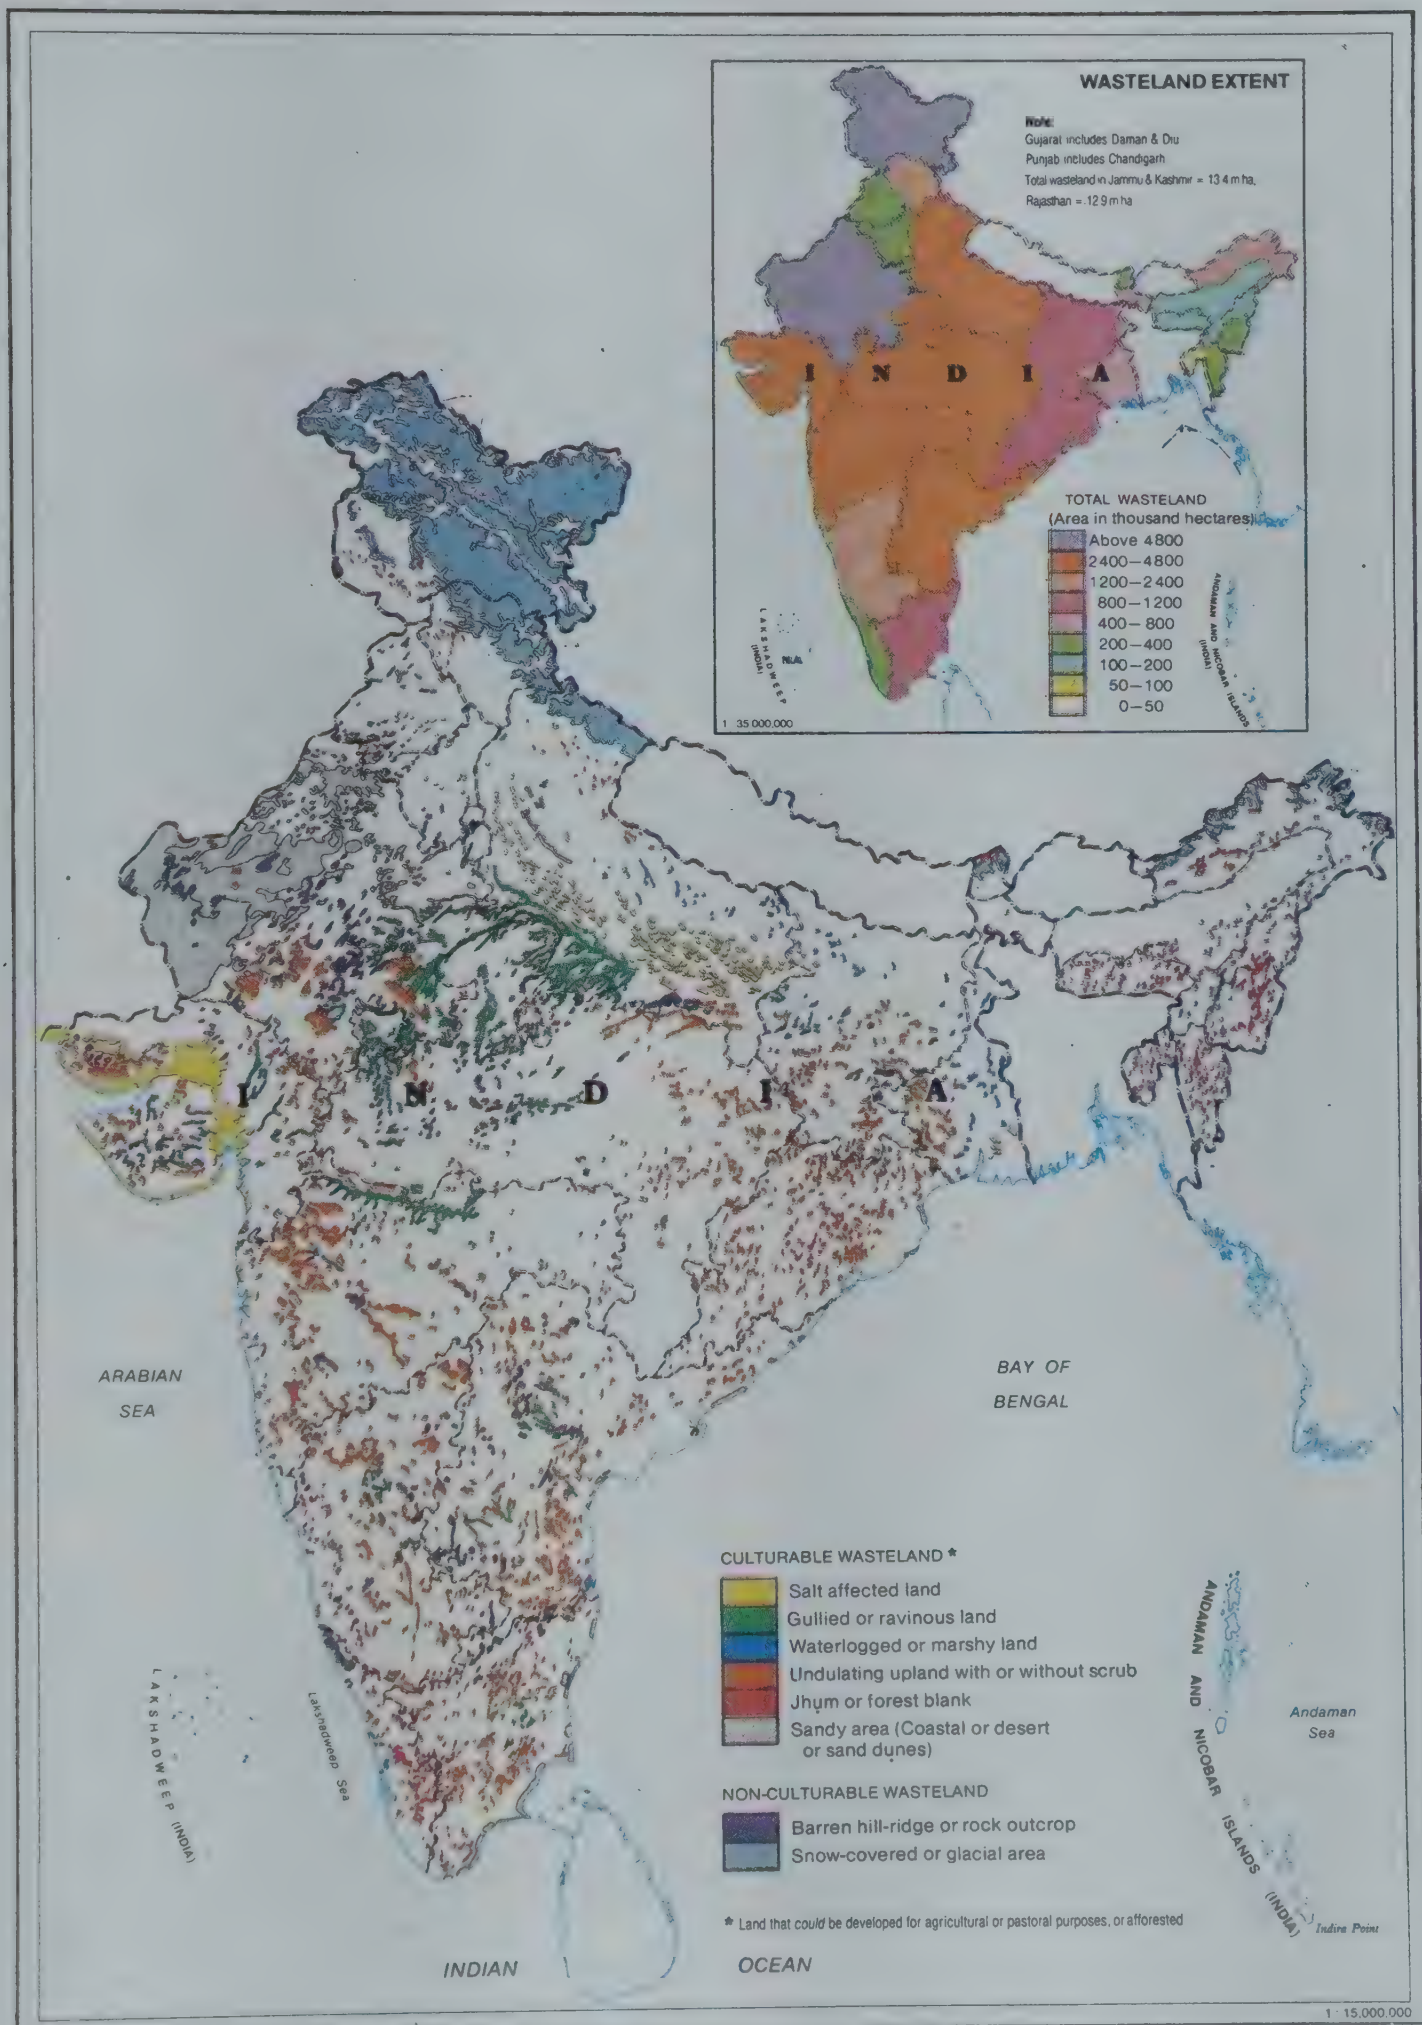 WASTELAND EXTENT
Note:
Gujarat includes Daman & Diu
Punjab includes Chandigarh
Total wasteland in Jammu & Kashmir = 13 4 m ha,
Rajasthan = 12 9 m ha
I N D I A
TOTAL WASTELAND
(Area in thousand hectares)
Above 4800
2400—4800
1200—2400
800—1200
400—800
200—400
100—200
50—100
0—50
LAKSHADWEEP
(INDIA)
N.A.
ANDAMAN AND NICOBAR ISLANDS
(INDIA)
1 35 000,000
I N D I A
ARABIAN
SEA
BAY OF
BENGAL
CULTURABLE WASTELAND *
Salt affected land
Gullied or ravinous land
Waterlogged or marshy land
Undulating upland with or without scrub
Jhum or forest blank
Sandy area (Coastal or desert
or sand dunes)
NON-CULTURABLE WASTELAND
Barren hill-ridge or rock outcrop
Snow-covered or glacial area
* Land that could be developed for agricultural or pastoral purposes, or afforested
LAKSHADWEEP (INDIA)
Lakshadweep Sea
ANDAMAN AND NICOBAR ISLANDS (INDIA)
Andaman
Sea
Indira Point
INDIAN OCEAN
1 : 15,000,000